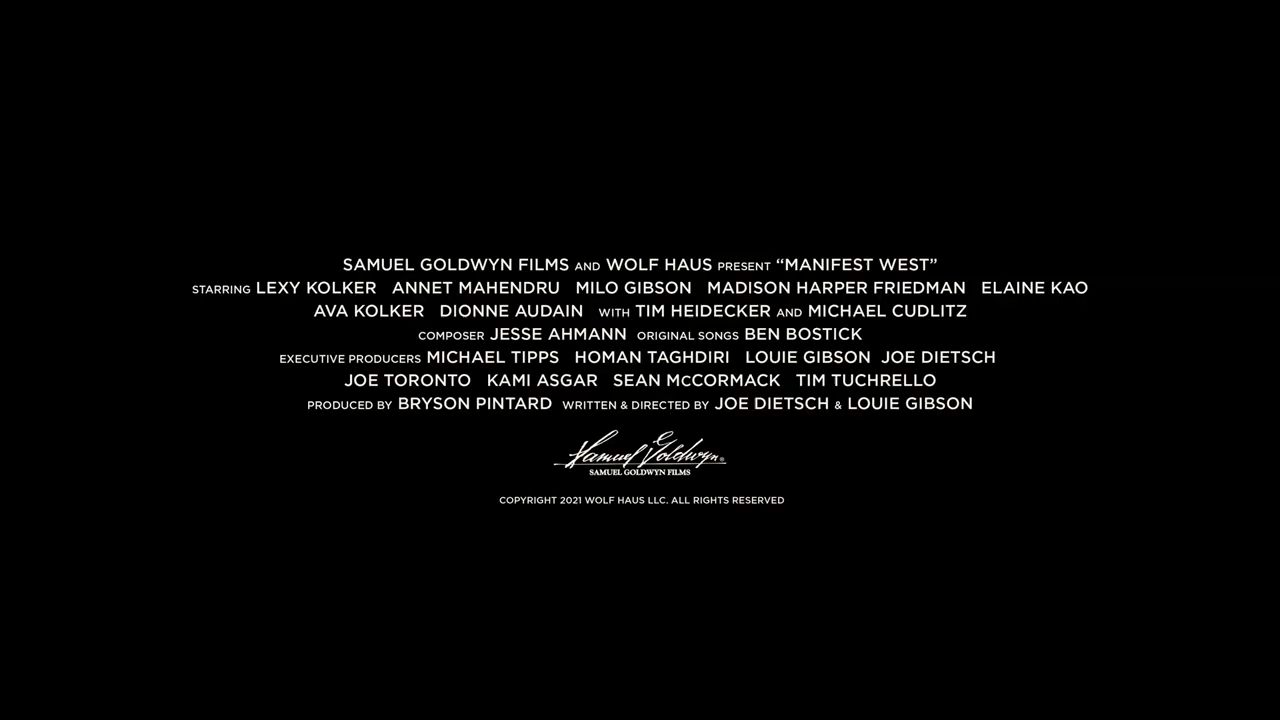 SAMUEL GOLDWYN FILMS AND WOLF HAUS PRESENT “MANIFEST WEST”
STARRING LEXY KOLKER ANNET MAHENDRU MILO GIBSON MADISON HARPER FRIEDMAN ELAINE KAO
AVA KOLKER DIONNE AUDAIN WITH TIM HEIDECKER AND MICHAEL CUDLITZ
COMPOSER JESSE AHMANN ORIGINAL SONGS BEN BOSTICK
EXECUTIVE PRODUCERS MICHAEL TIPPS HOMAN TAGHDIRI LOUIE GIBSON JOE DIETSCH
JOE TORONTO KAMI ASGAR SEAN McCORMACK TIM TUCHRELLO
PRODUCED BY BRYSON PINTARD WRITTEN & DIRECTED BY JOE DIETSCH & LOUIE GIBSON
Samuel Goldwyn®
SAMUEL GOLDWYN FILMS
COPYRIGHT 2021 WOLF HAUS LLC. ALL RIGHTS RESERVED